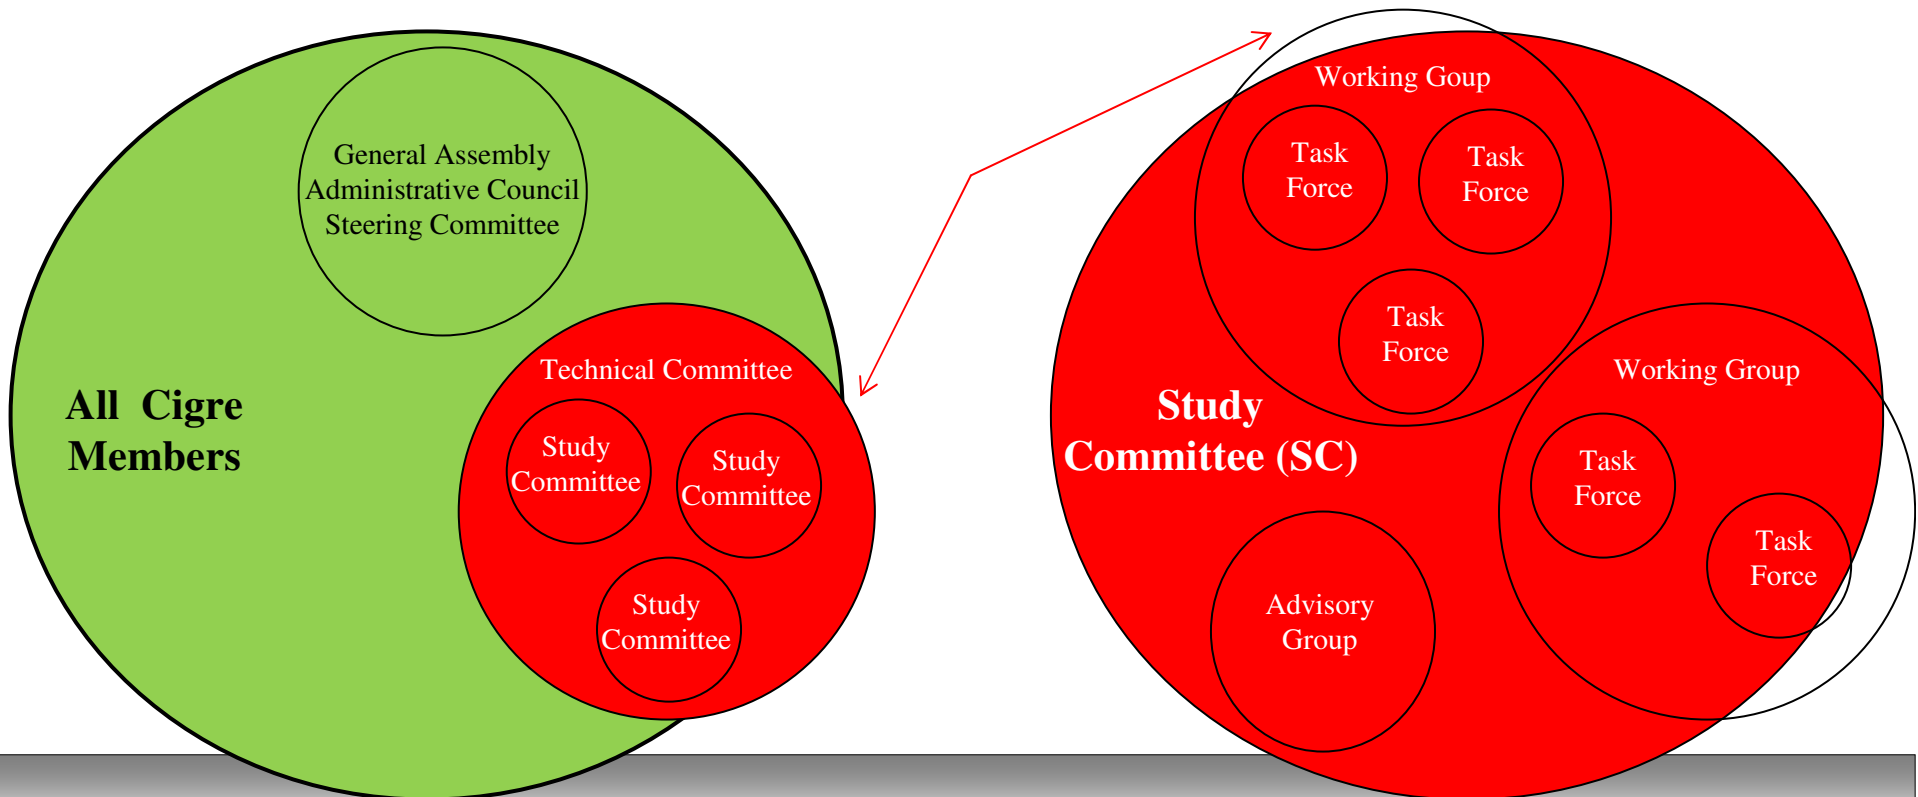 General Assembly
Administrative Council
Steering Committee
All Cigre
Members
Technical Committee
Study
Committee
Study
Committee
Study
Committee
Working Goup
Task
Force
Task
Force
Task
Force
Study
Committee (SC)
Working Group
Task
Force
Task
Force
Advisory
Group